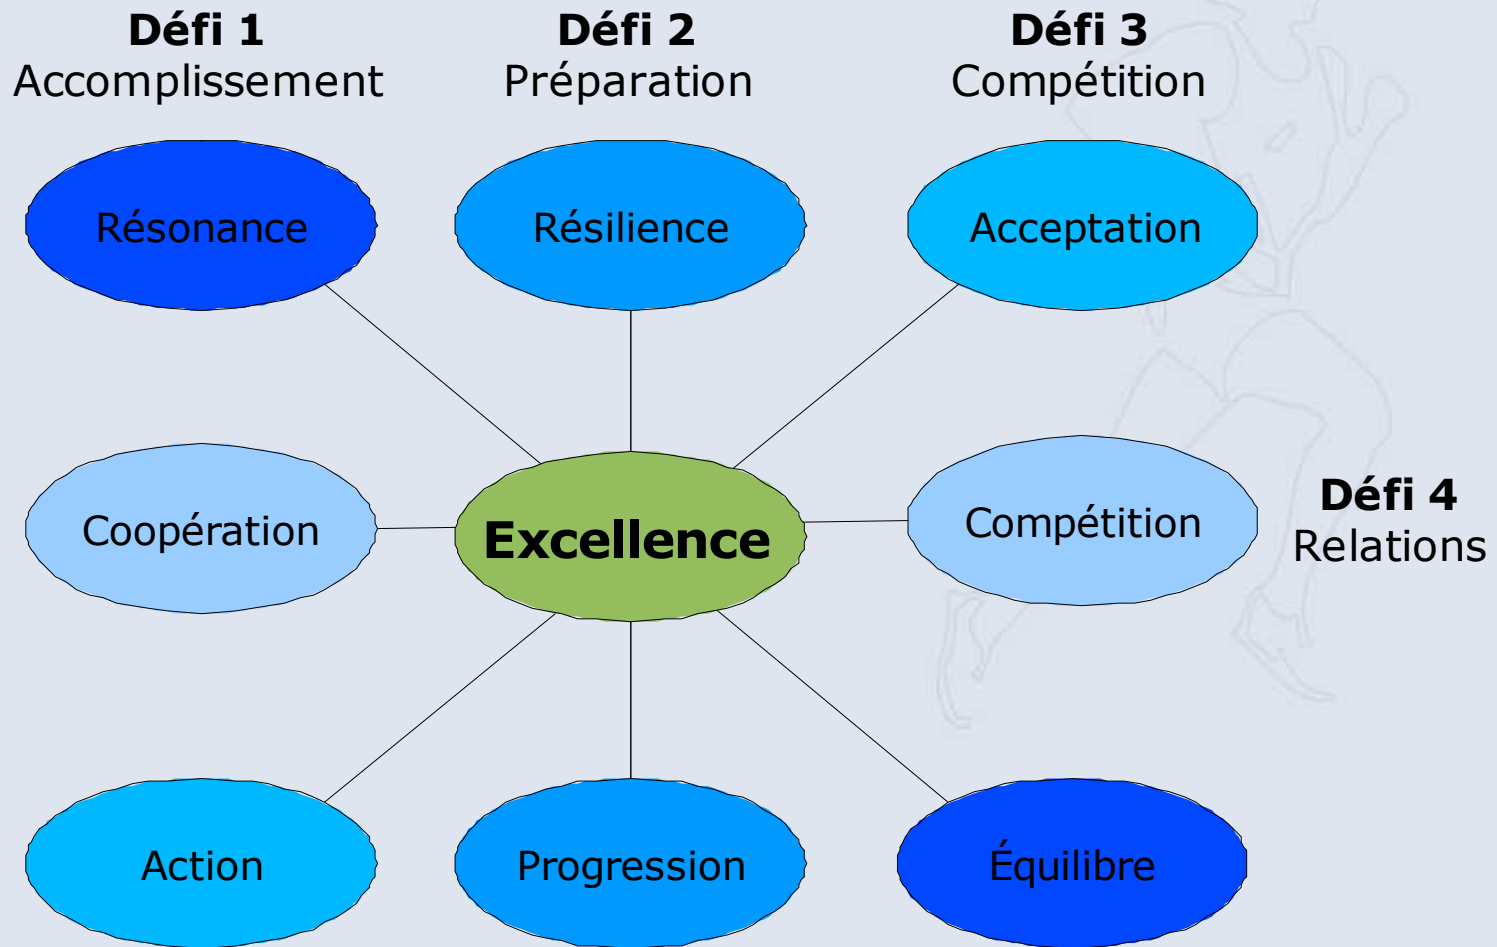 Défi 1
Accomplissement
Défi 2
Préparation
Défi 3
Compétition
Résonance
Résilience
Acceptation
Coopération
Excellence
Compétition
Défi 4
Relations
Action
Progression
Équilibre